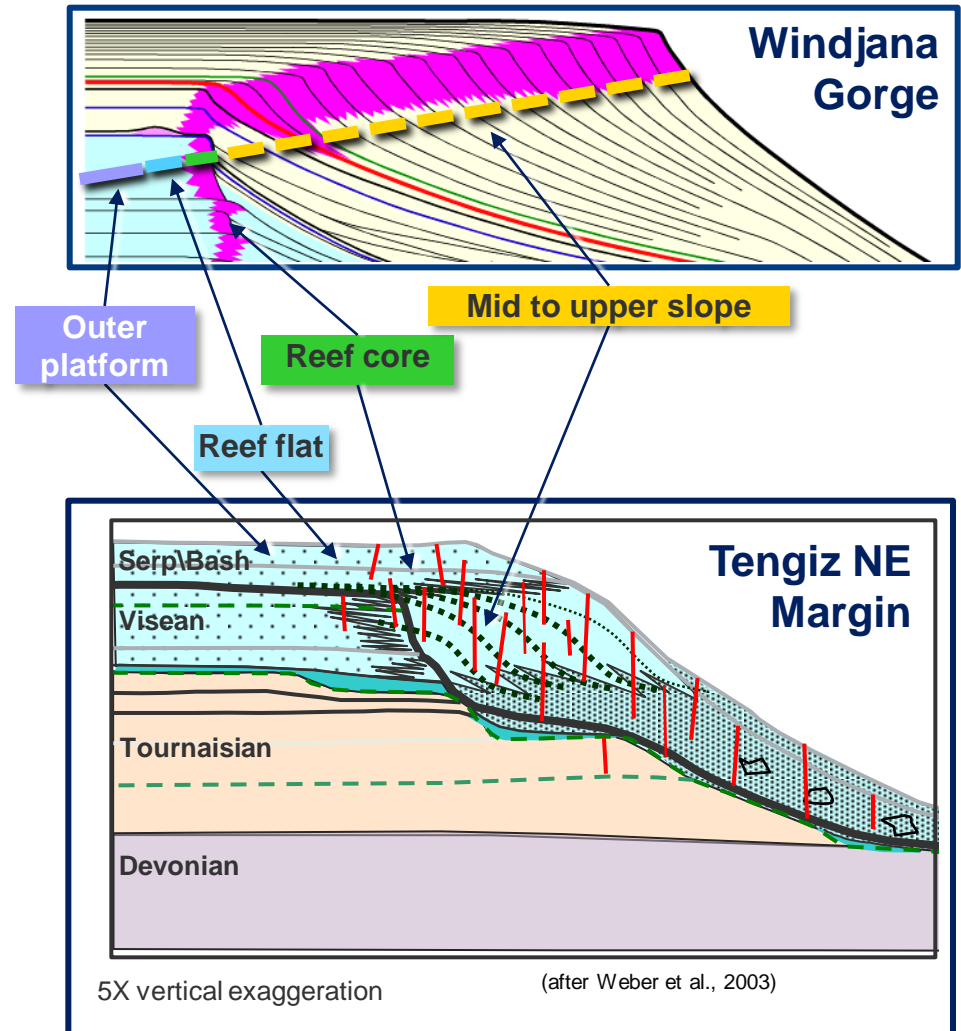 Windjana
Gorge
Outer
platform
Mid to upper slope
Reef core
Reef flat
Tengiz NE
Margin
Serp\Bash
Visean
Tournaisian
Devonian
5X vertical exaggeration
(after Weber et al., 2003)